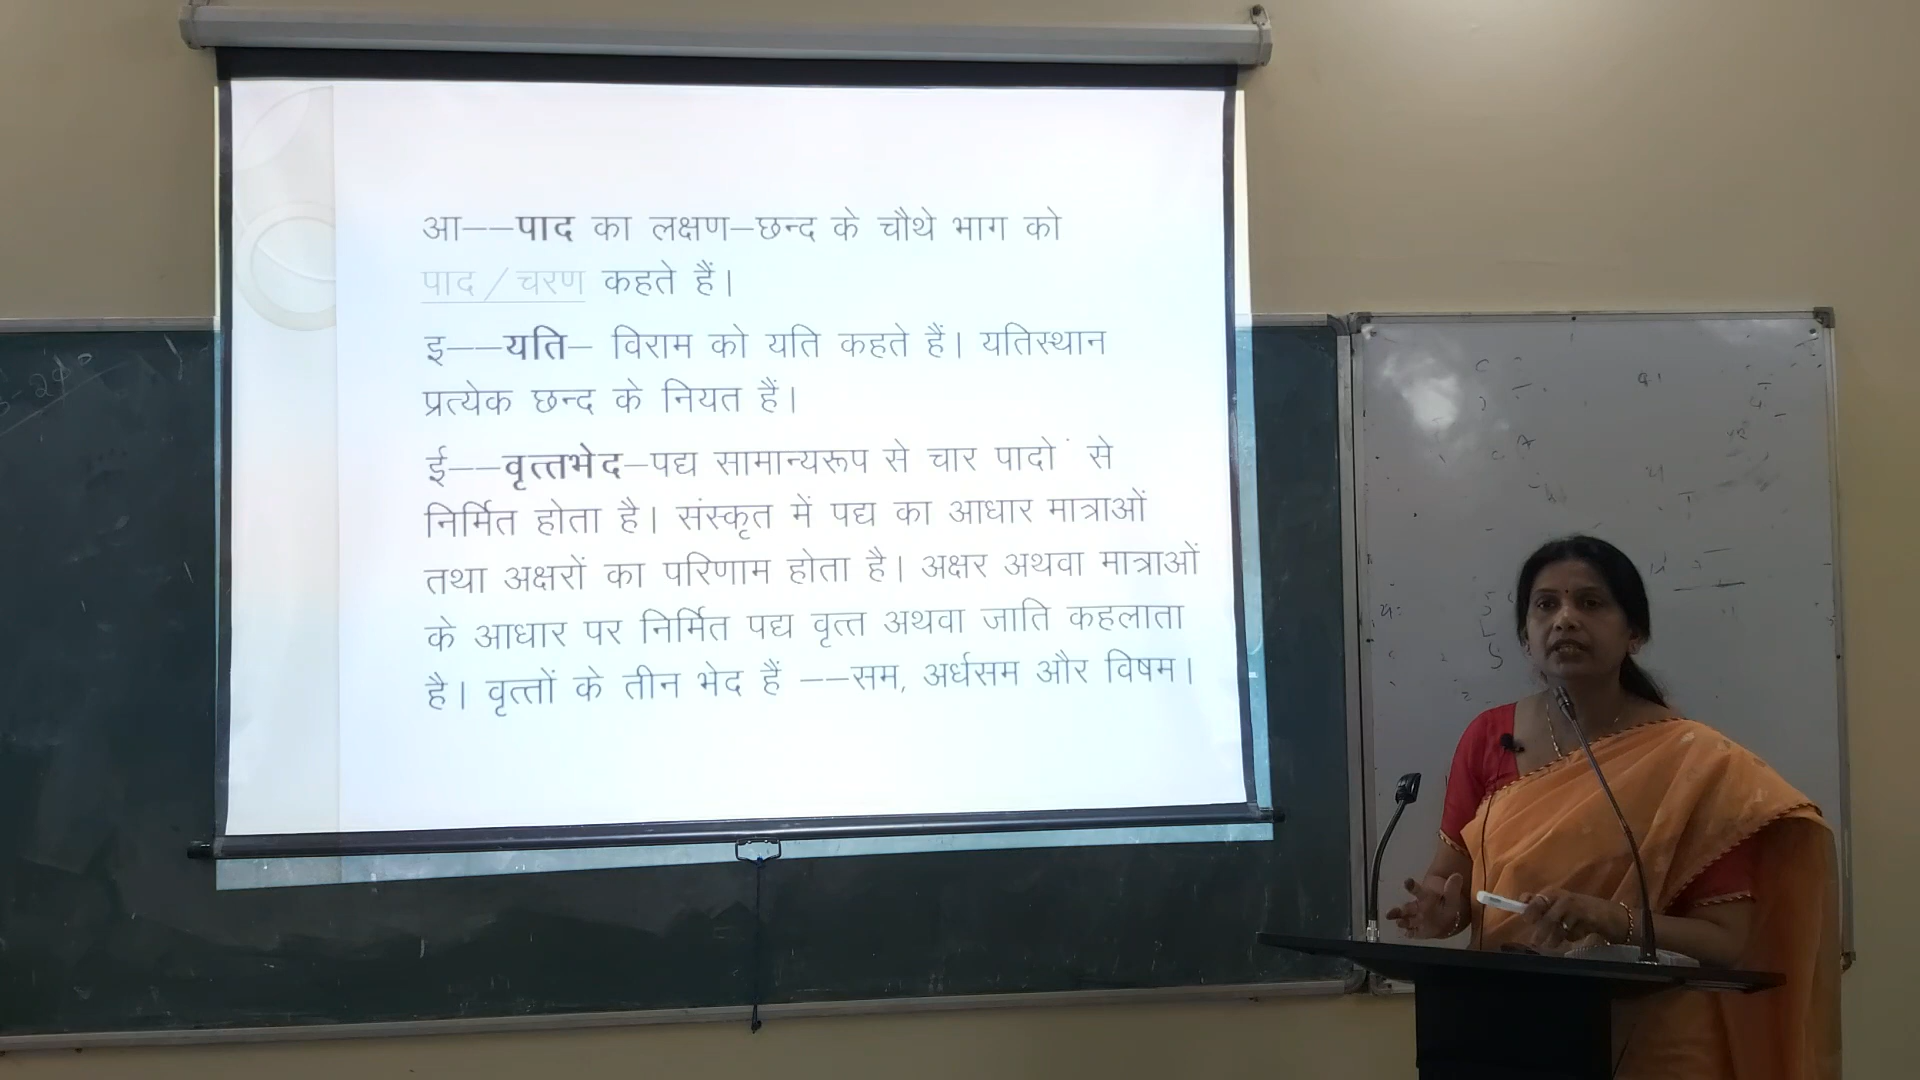 आ––पाद का लक्षण–छन्द के चौथे भाग को
पाद/चरण कहते हैं।
इ––यति– विराम को यति कहते हैं। यतिस्थान
प्रत्येक छन्द के नियत हैं।
ई––वृत्तभेद–पद्य सामान्यरूप से चार पादों से
निर्मित होता है। संस्कृत में पद्य का आधार मात्राओं
तथा अक्षरों का परिणाम होता है। अक्षर अथवा मात्राओं
के आधार पर निर्मित पद्य वृत्त अथवा जाति कहलाता
है। वृत्तों के तीन भेद हैं ––सम, अर्धसम और विषम।